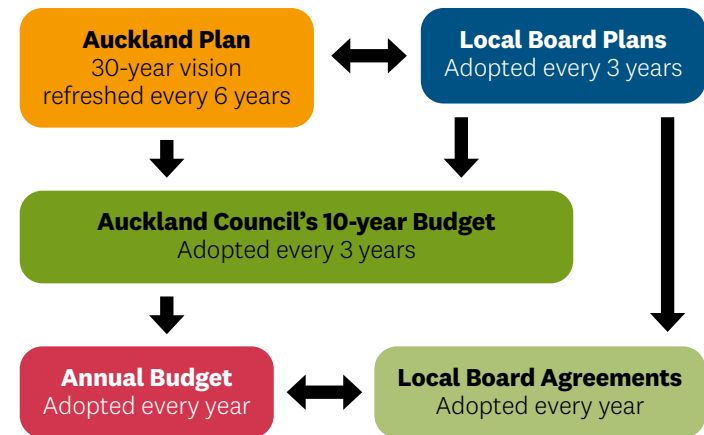 Auckland Plan
30-year vision
refreshed every 6 years
Local Board Plans
Adopted every 3 years
Auckland Council's 10-year Budget
Adopted every 3 years
Annual Budget
Adopted every year
Local Board Agreements
Adopted every year